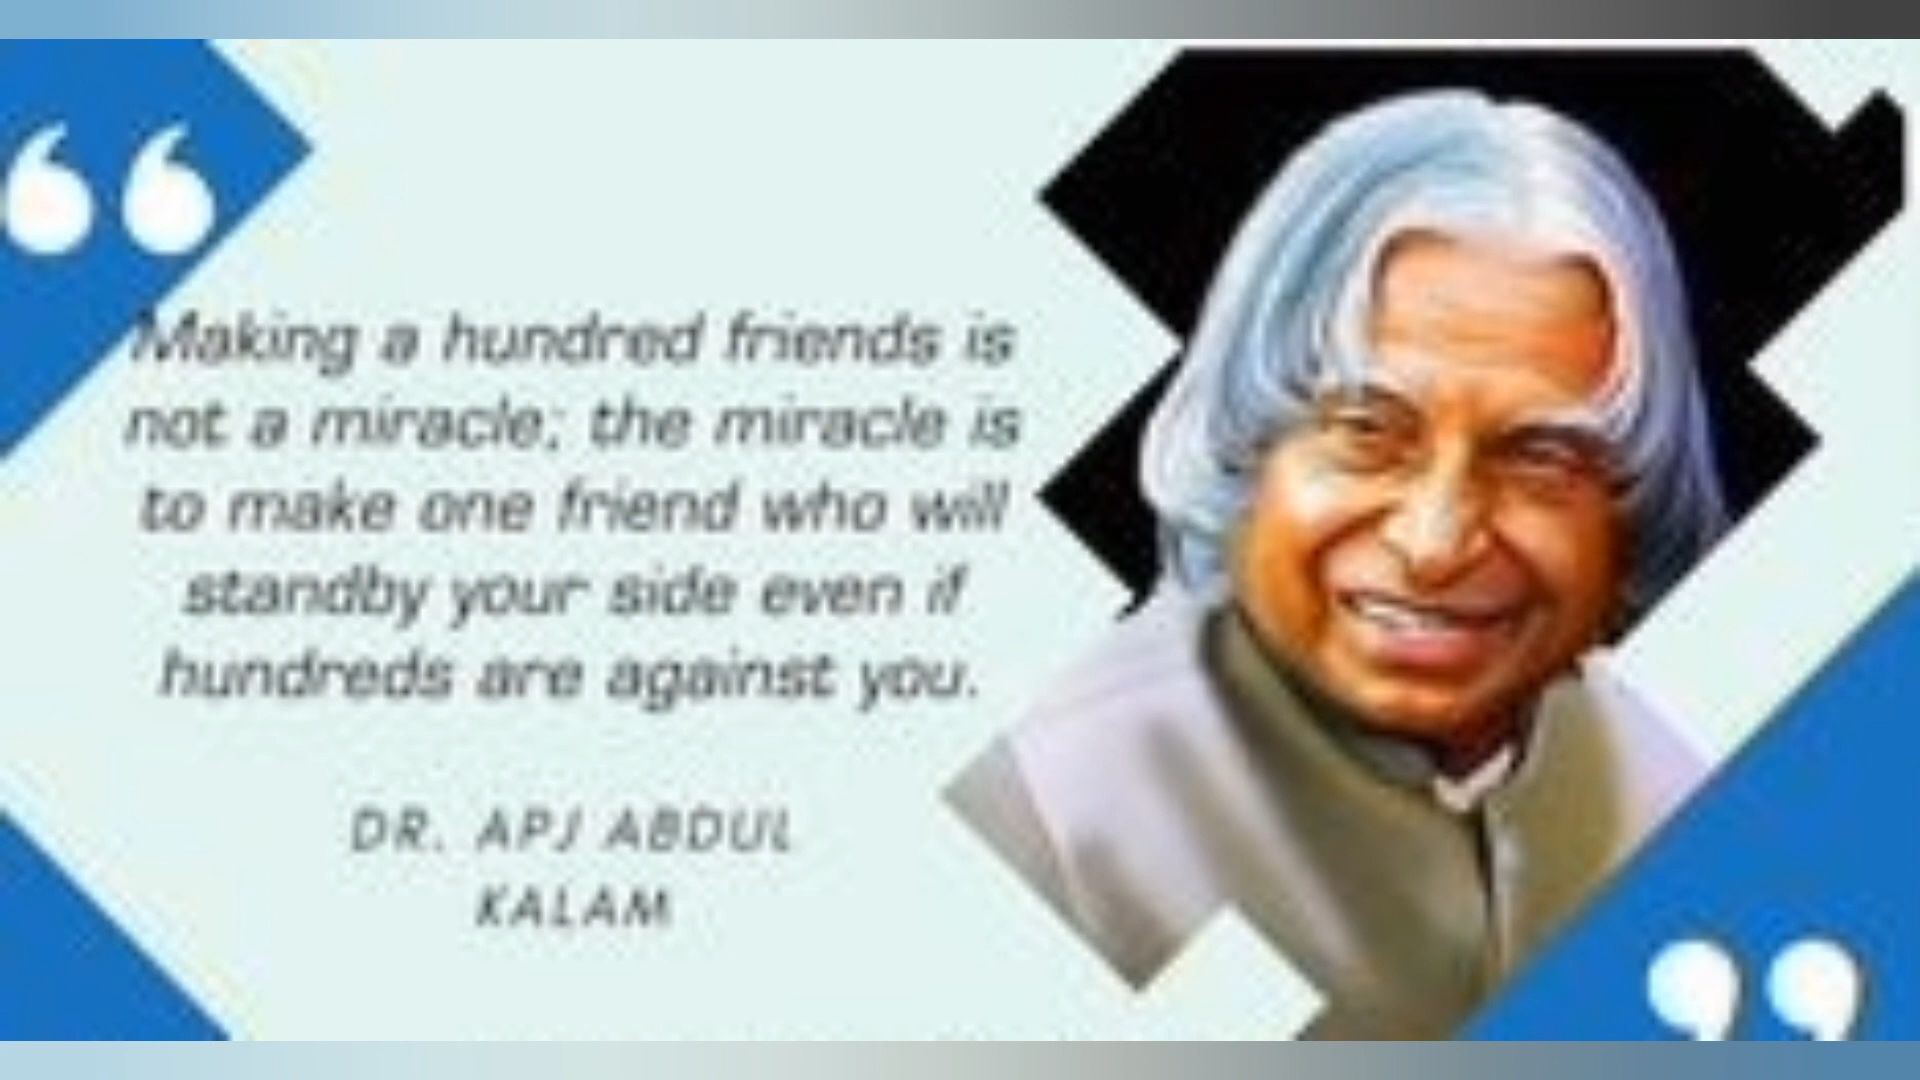 Making a hundred friends is
not a miracle; the miracle is
to make one friend who will
standby your side even if
hundreds are against you.
DR. APJ ABDUL
KALAM